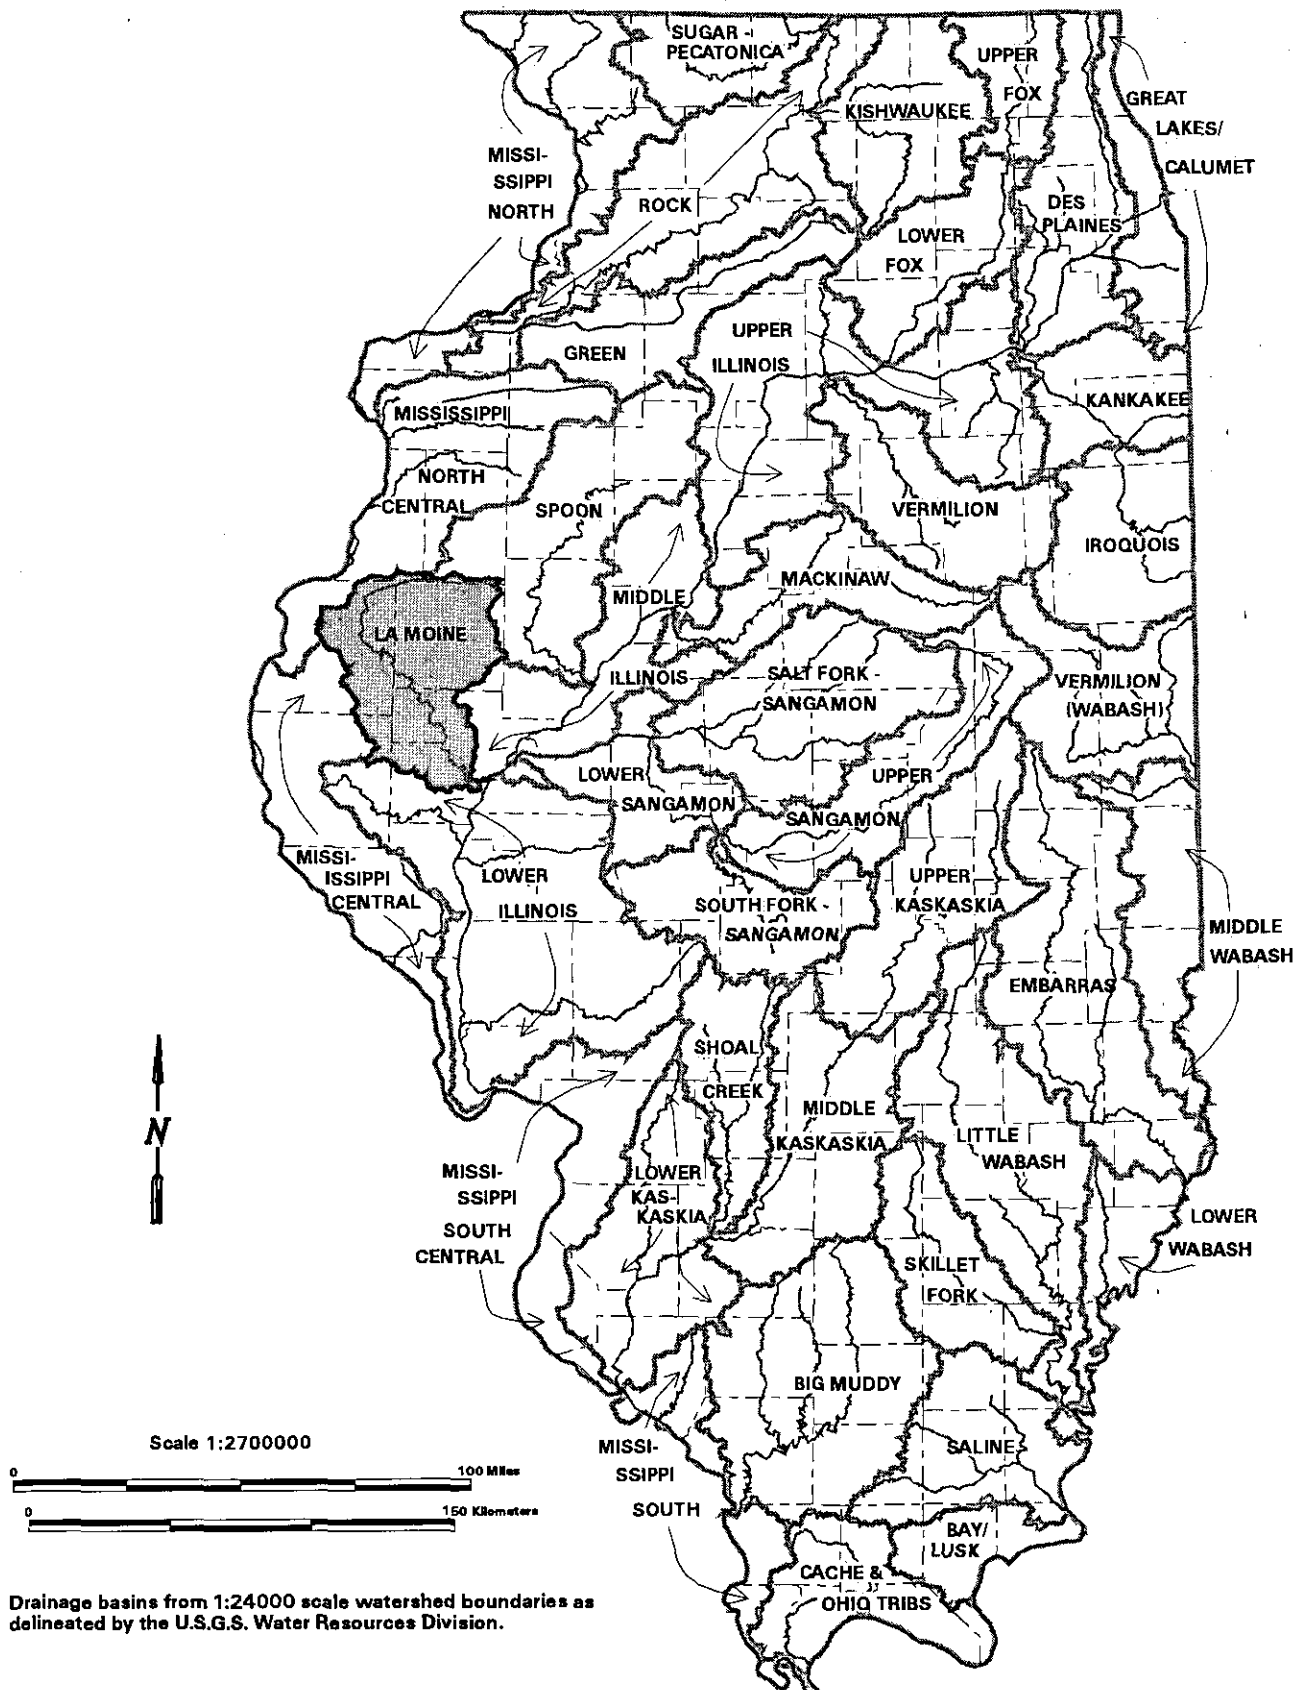 SUGAR -
PECATONICA
UPPER
FOX
KISHWAUKEE
GREAT
LAKES/
CALUMET
MISSI-
SSIPPI
NORTH
ROCK
DES
PLAINES
LOWER
FOX
UPPER
ILLINOIS
GREEN
KANKAKEE
MISSISSIPPI
NORTH
CENTRAL
SPOON
VERMILION
IROQUOIS
MACKINAW
MIDDLE
ILLINOIS
LA MOINE
SALT FORK -
SANGAMON
VERMILION
(WABASH)
LOWER
SANGAMON
UPPER
SANGAMON
MISSI-
ISSIPPI
CENTRAL
LOWER
ILLINOIS
UPPER
KASKASKIA
SOUTH FORK -
SANGAMON
MIDDLE
WABASH
EMBARRAS
SHOAL
CREEK
MIDDLE
KASKASKIA
LITTLE
WABASH
N
MISSI-
SSIPPI
SOUTH
CENTRAL
LOWER
KAS-
KASKIA
LOWER
WABASH
SKILLET
FORK
BIG MUDDY
SALINE
MISSI-
SSIPPI
SOUTH
BAY/
LUSK
CACHE &
OHIO TRIBS
Scale 1:2700000
0 100 Miles
0 150 Kilometers
Drainage basins from 1:24000 scale watershed boundaries as
delineated by the U.S.G.S. Water Resources Division.